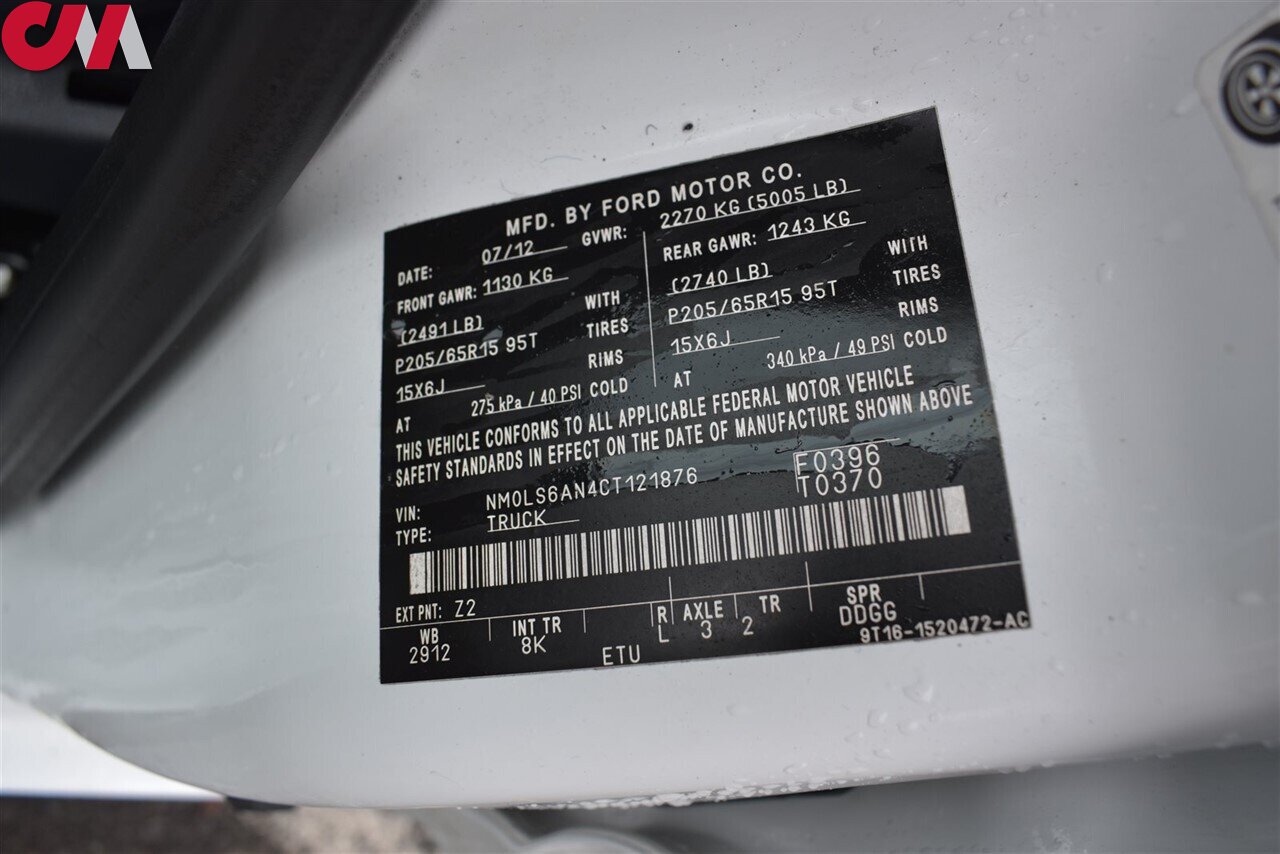 CM
MFD. BY FORD MOTOR CO.
DATE: 07/12 GVWR: 2270 KG (5005 LB)
FRONT GAWR: 1130 KG REAR GAWR: 1243 KG
(2491 LB) WITH (2740 LB) WITH
P205/65R15 95T TIRES P205/65R15 95T TIRES
15X6J RIMS 15X6J RIMS
AT 275 kPa / 40 PSI COLD AT 340 kPa / 49 PSI COLD
THIS VEHICLE CONFORMS TO ALL APPLICABLE FEDERAL MOTOR VEHICLE
SAFETY STANDARDS IN EFFECT ON THE DATE OF MANUFACTURE SHOWN ABOVE
VIN: NM0LS6AN4CT121876 F0396
TYPE: TRUCK T0370
EXT PNT: Z2
WB INT TR R AXLE TR SPR
2912 8K L 3 2 DDGG
ETU 9T16-1520472-AC